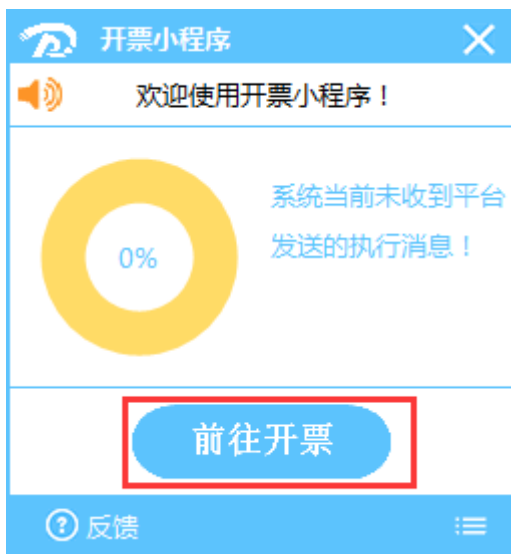 开票小程序
欢迎使用开票小程序！
0%
系统当前未收到平台
发送的执行消息！
前往开票
反馈